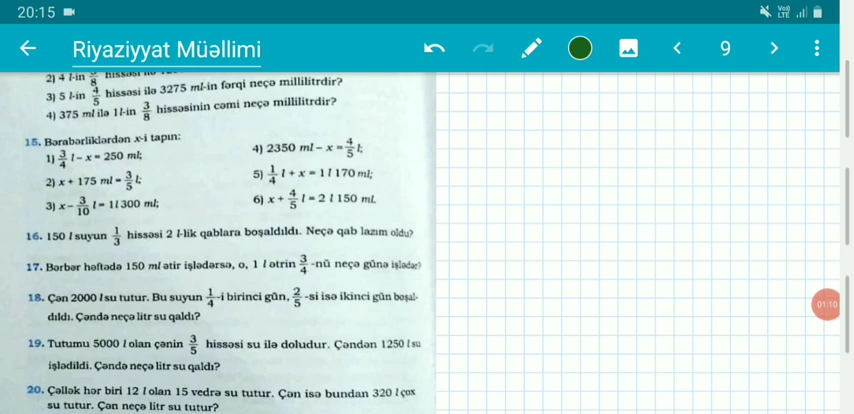 20:15
Vo)) LTE
Riyaziyyat Müəllimi
9
2) 4 l-in /8 hissəsi ilə
3) 5 l-in 4/5 hissəsi ilə 3275 ml-in fərqi neçə millilitrdir?
4) 375 ml ilə 1 l-in 3/8 hissəsinin cəmi neçə millilitrdir?
15. Bərabərliklərdən x-i tapın:
1) 3/4 l − x = 250 ml;
2) x + 175 ml = 3/5 l;
3) x − 3/10 l = 1 l 300 ml;
4) 2350 ml − x = 4/5 l;
5) 1/4 l + x = 1 l 170 ml;
6) x + 4/5 l = 2 l 150 ml.
16. 150 l suyun 1/3 hissəsi 2 l-lik qablara boşaldıldı. Neçə qab lazım oldu?
17. Bərbər həftədə 150 ml ətir işlədərsə, o, 1 l ətrin 3/4 -nü neçə günə işlədər?
18. Çən 2000 l su tutur. Bu suyun 1/4-i birinci gün, 2/5 -si isə ikinci gün boşal-
dıldı. Çəndə neçə litr su qaldı?
19. Tutumu 5000 l olan çənin 3/5 hissəsi su ilə doludur. Çəndən 1250 l su
işlədildi. Çəndə neçə litr su qaldı?
20. Çəllək hər biri 12 l olan 15 vedrə su tutur. Çən isə bundan 320 l çox
su tutur. Çən neçə litr su tutur?
01:10